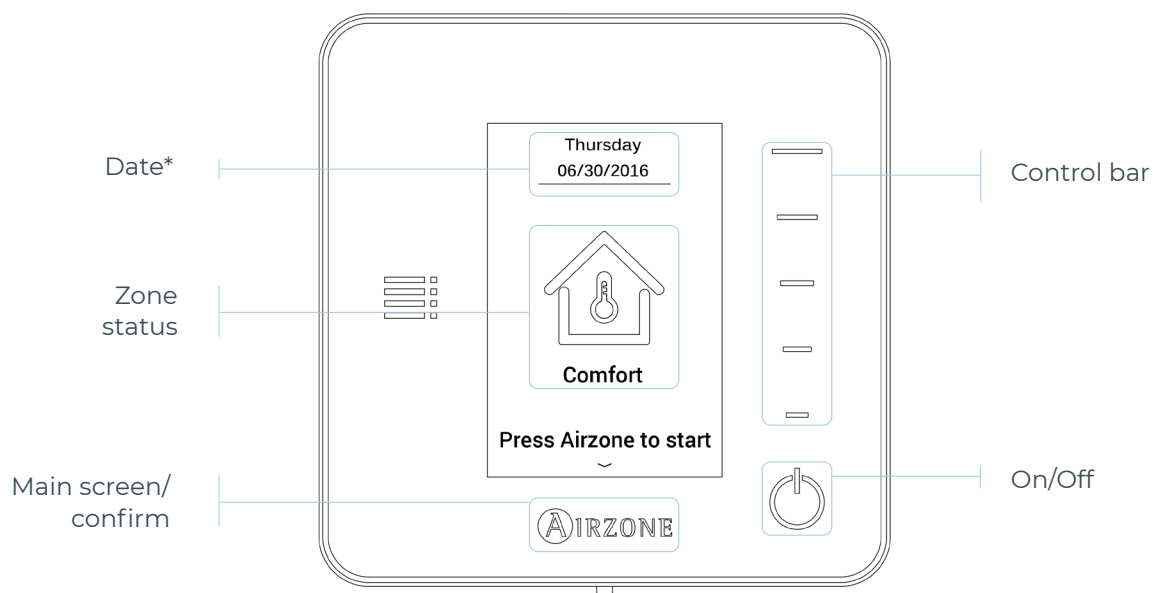 Thursday
06/30/2016
Date*
Control bar
Zone
status
Comfort
Press Airzone to start
Main screen/
confirm
On/Off
AIRZONE